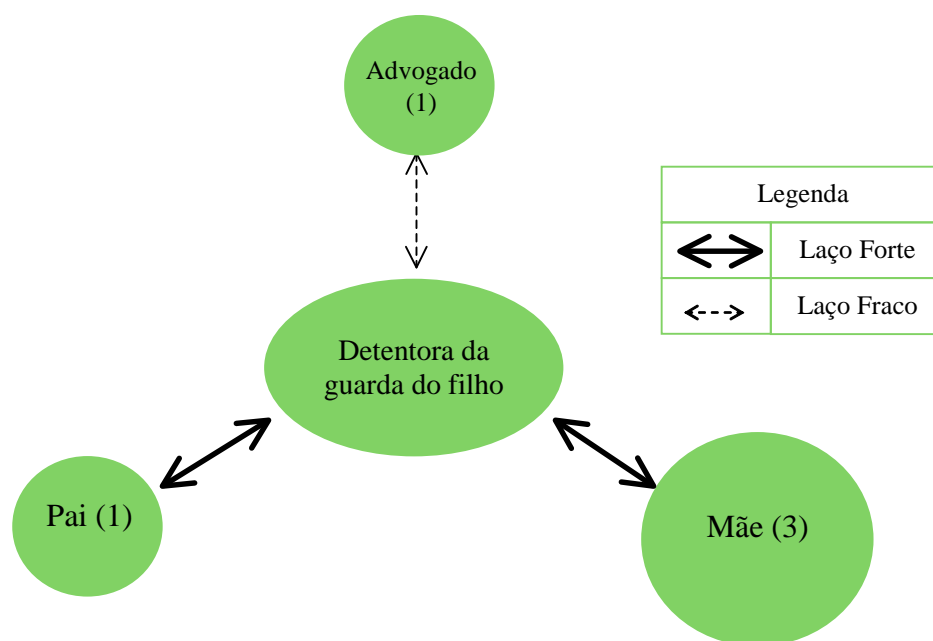 Advogado
(1)
Legenda
Laço Forte
Laço Fraco
Detentora da
guarda do filho
Pai (1)
Mãe (3)